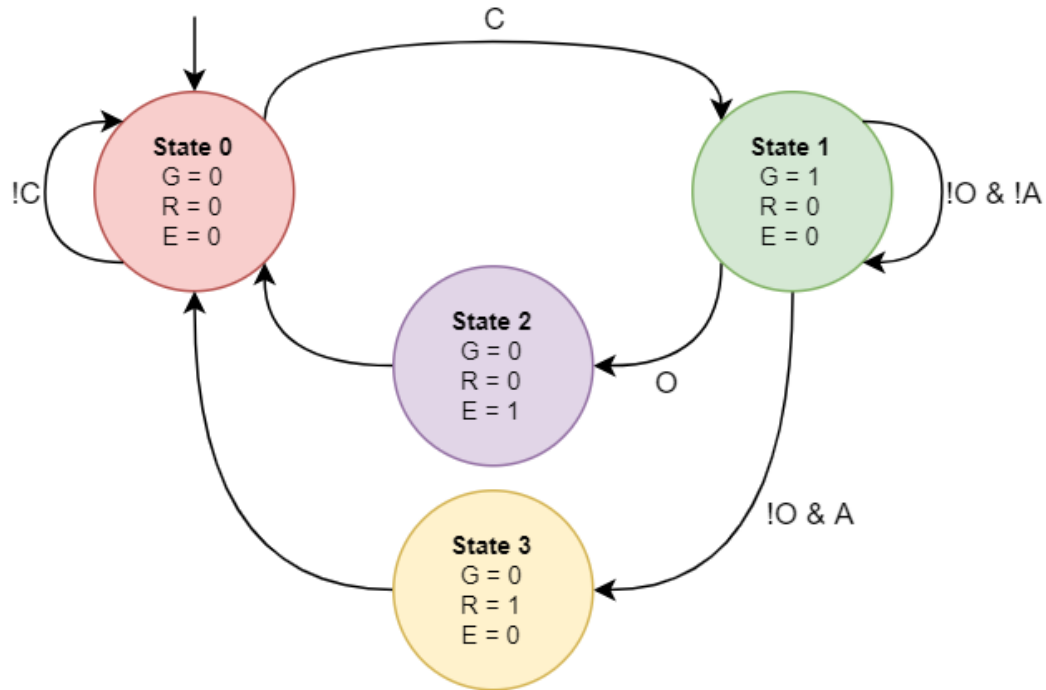 C
State 0
G = 0
R = 0
E = 0
!C
State 1
G = 1
R = 0
E = 0
!O & !A
State 2
G = 0
R = 0
E = 1
O
!O & A
State 3
G = 0
R = 1
E = 0